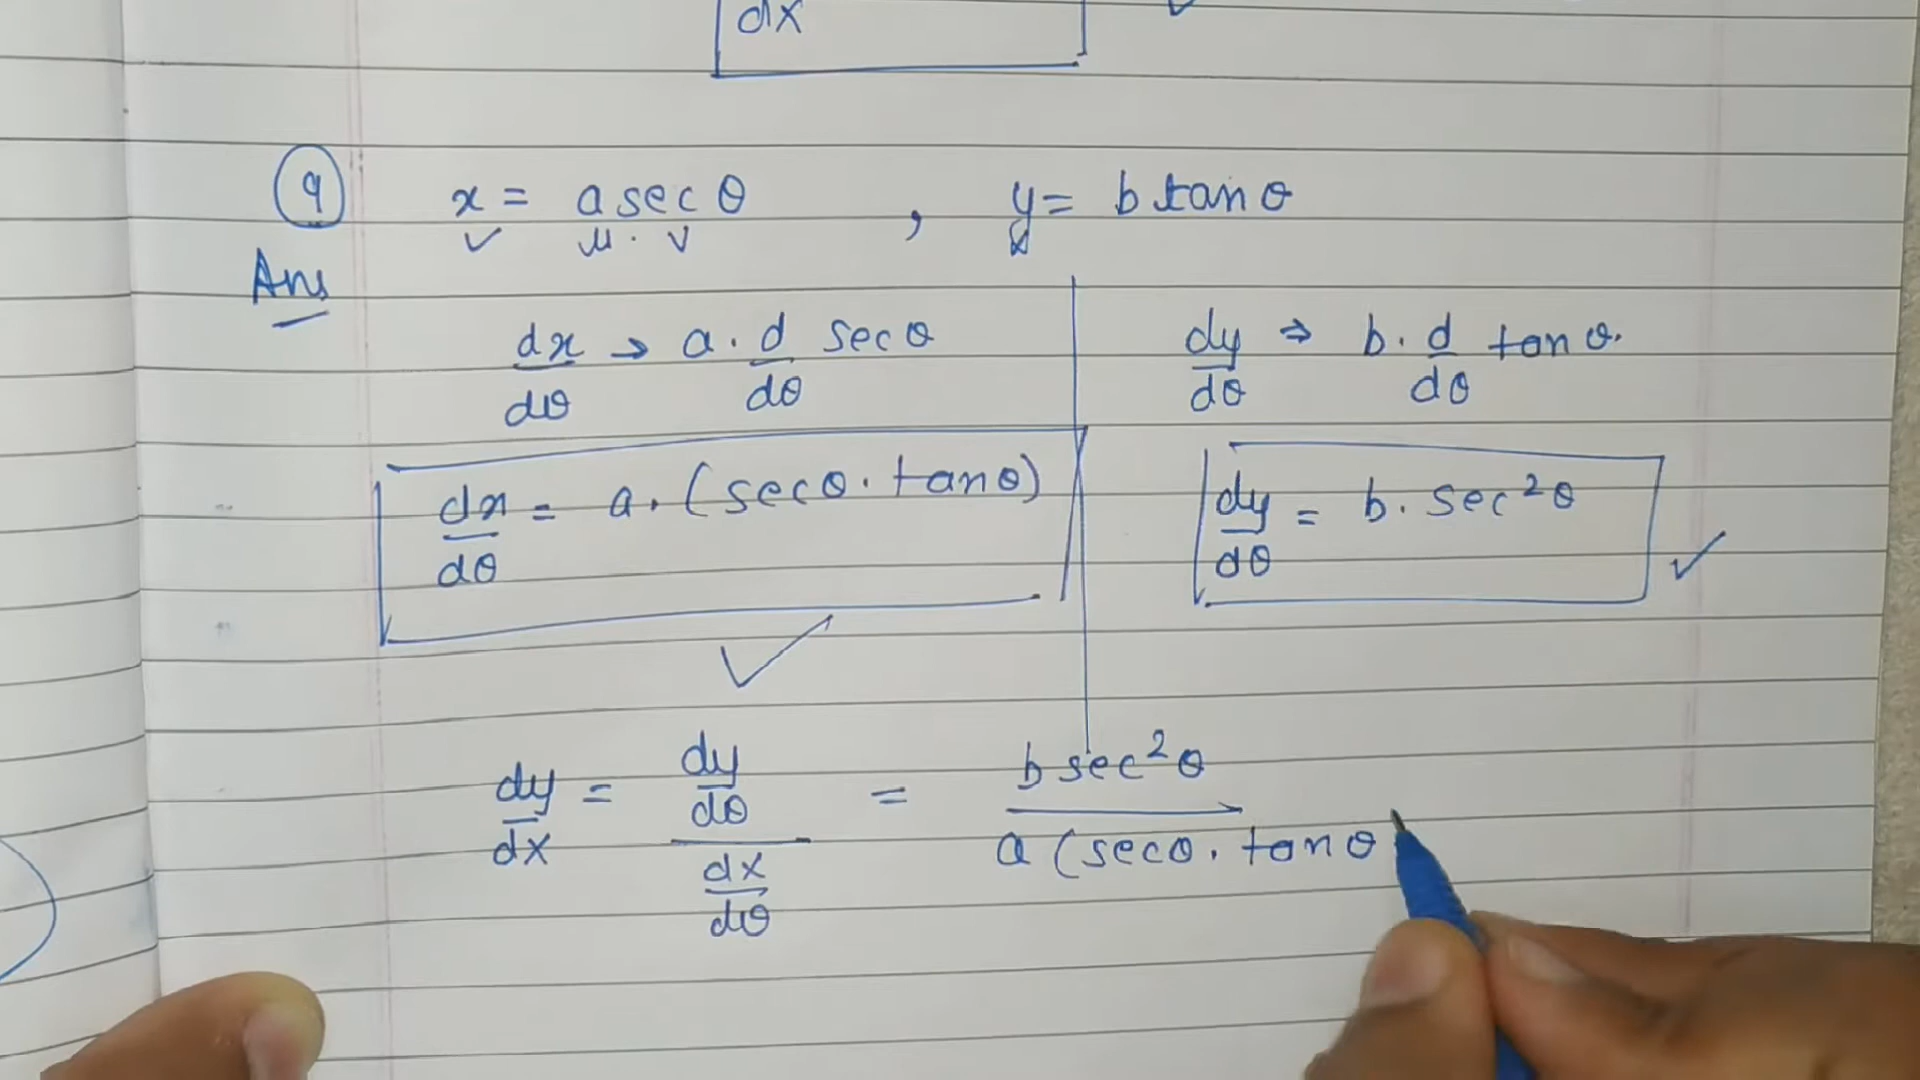 dx
9 x = a sec θ , y = b tan θ
u . v
Ans
dx/dθ → a . d/dθ sec θ
dy/dθ ⇒ b . d/dθ tan θ.
dx/dθ = a . (sec θ . tan θ)
dy/dθ = b . sec²θ
dy/dx = dy/dθ / dx/dθ = b sec²θ / a (sec θ . tan θ